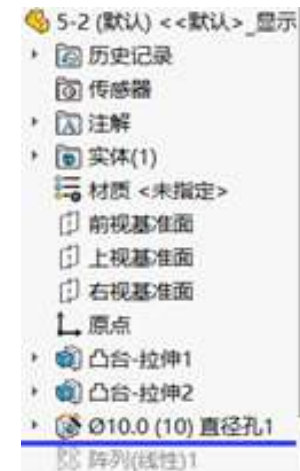 5-2 (默认) <<默认>_显示
历史记录
传感器
注解
实体(1)
材质 <未指定>
前视基准面
上视基准面
右视基准面
原点
凸台-拉伸1
凸台-拉伸2
Ø10.0 (10) 直径孔1
阵列(线性)1